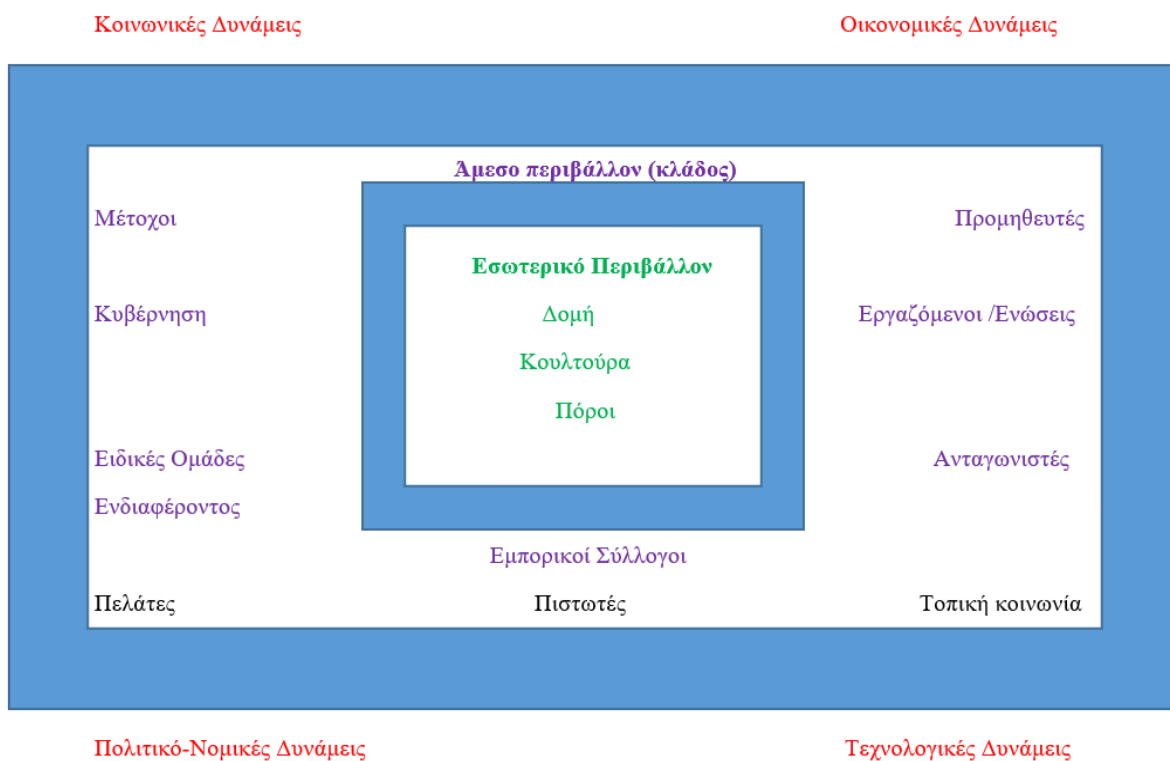 Κοινωνικές Δυνάμεις
Οικονομικές Δυνάμεις
Άμεσο περιβάλλον (κλάδος)
Μέτοχοι
Προμηθευτές
Εσωτερικό Περιβάλλον
Κυβέρνηση
Δομή
Εργαζόμενοι /Ενώσεις
Κουλτούρα
Πόροι
Ειδικές Ομάδες
Ανταγωνιστές
Ενδιαφέροντος
Εμπορικοί Σύλλογοι
Πελάτες
Πιστωτές
Τοπική κοινωνία
Πολιτικό-Νομικές Δυνάμεις
Τεχνολογικές Δυνάμεις